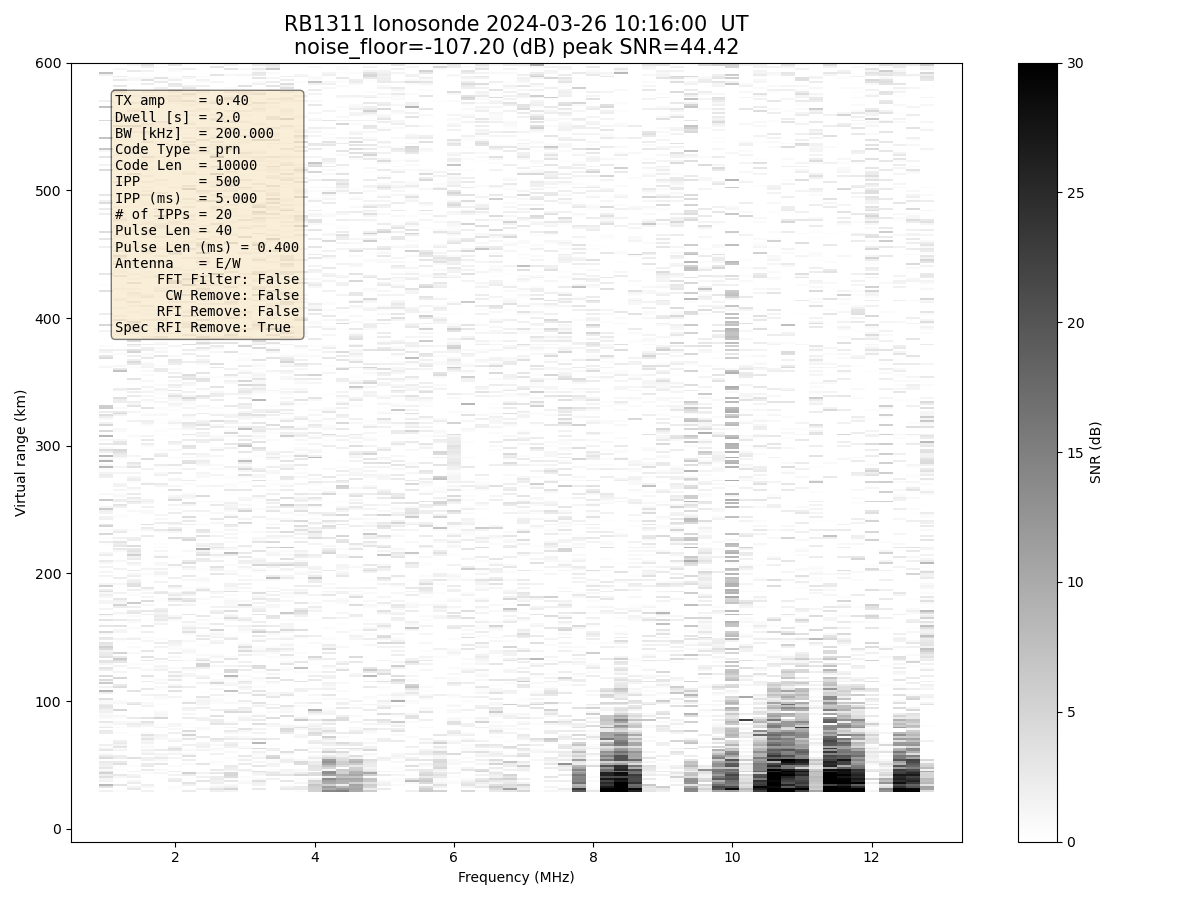 RB1311 Ionosonde 2024-03-26 10:16:00  UT
noise_floor=-107.20 (dB) peak SNR=44.42
600
500
400
300
200
100
0
Virtual range (km)
TX amp    = 0.40
Dwell [s] = 2.0
BW [kHz]  = 200.000
Code Type = prn
Code Len  = 10000
IPP       = 500
IPP (ms)  = 5.000
# of IPPs = 20
Pulse Len = 40
Pulse Len (ms) = 0.400
Antenna   = E/W
FFT Filter: False
CW Remove: False
RFI Remove: False
Spec RFI Remove: True
2 4 6 8 10 12
Frequency (MHz)
30
25
20
15
10
5
0
SNR (dB)